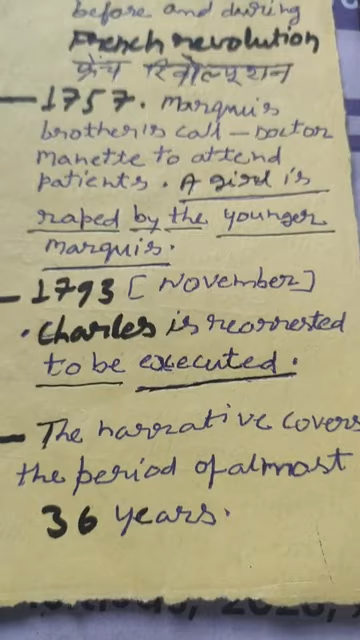 before and during
French revolution
फ्रेंच रिवोल्यूशन
— 1757. Marquis
brother is call — Doctor
Manette to attend
patients. A girl is
raped by the younger
marquis.
— 1793 [November]
. Charles is rearrested
to be executed.
— The narrative covers
the period of almost
36 years.